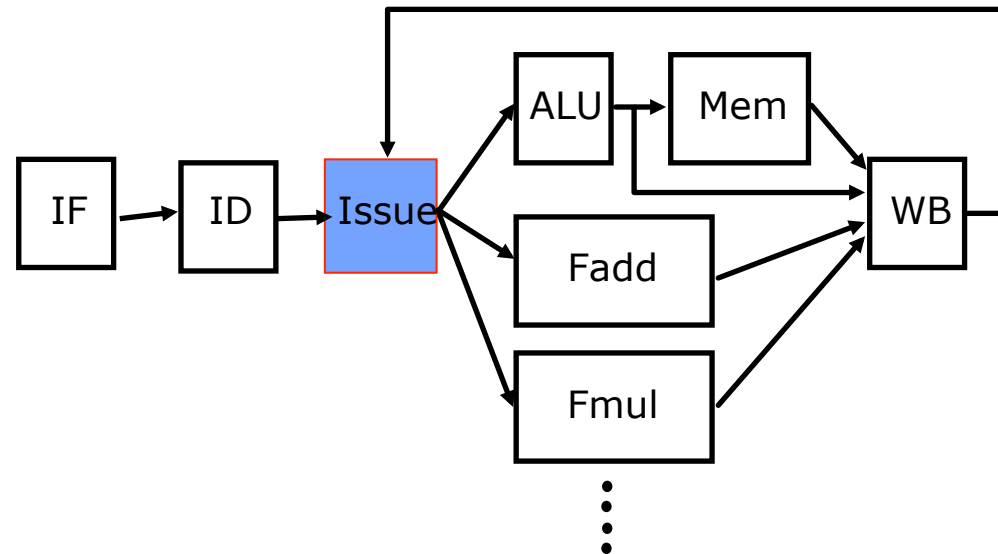 IF
ID
Issue
ALU
Mem
Fadd
Fmul
WB